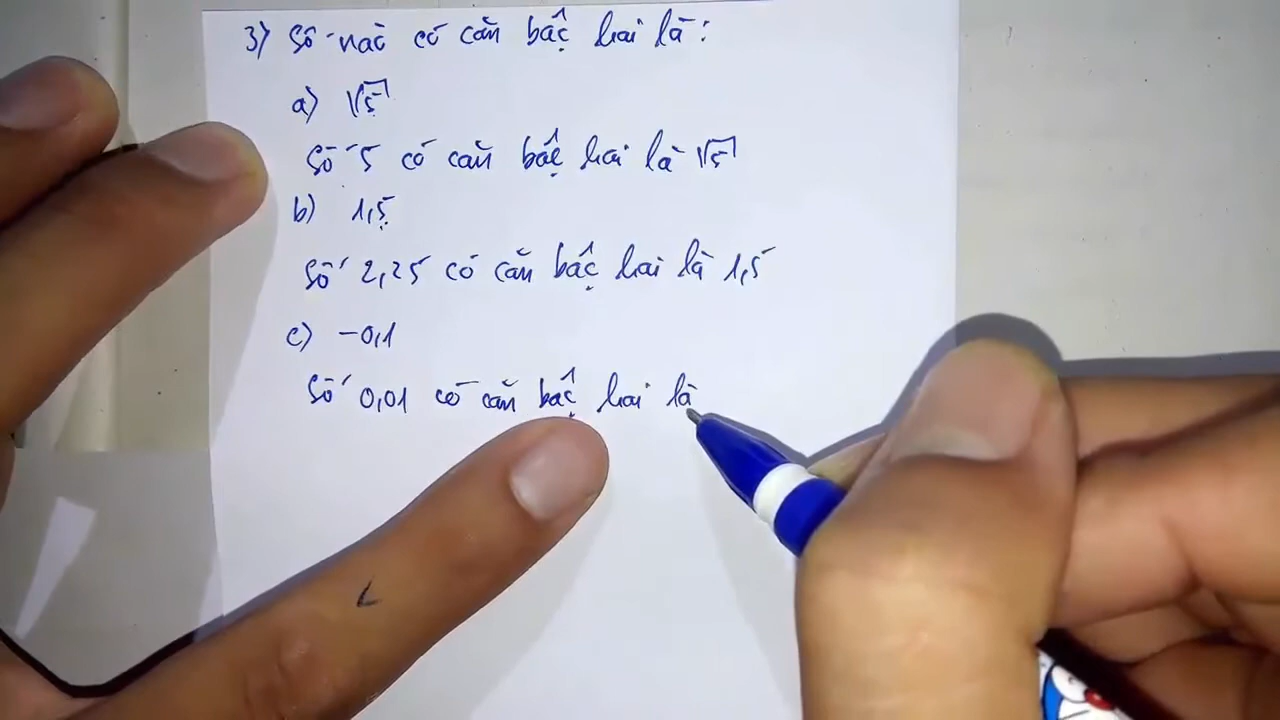 3) Số nào có căn bậc hai là:
a) √5
Số 5 có căn bậc hai là √5
b) 1,5
Số 2,25 có căn bậc hai là 1,5
c) -0,1
Số 0,01 có căn bậc hai là